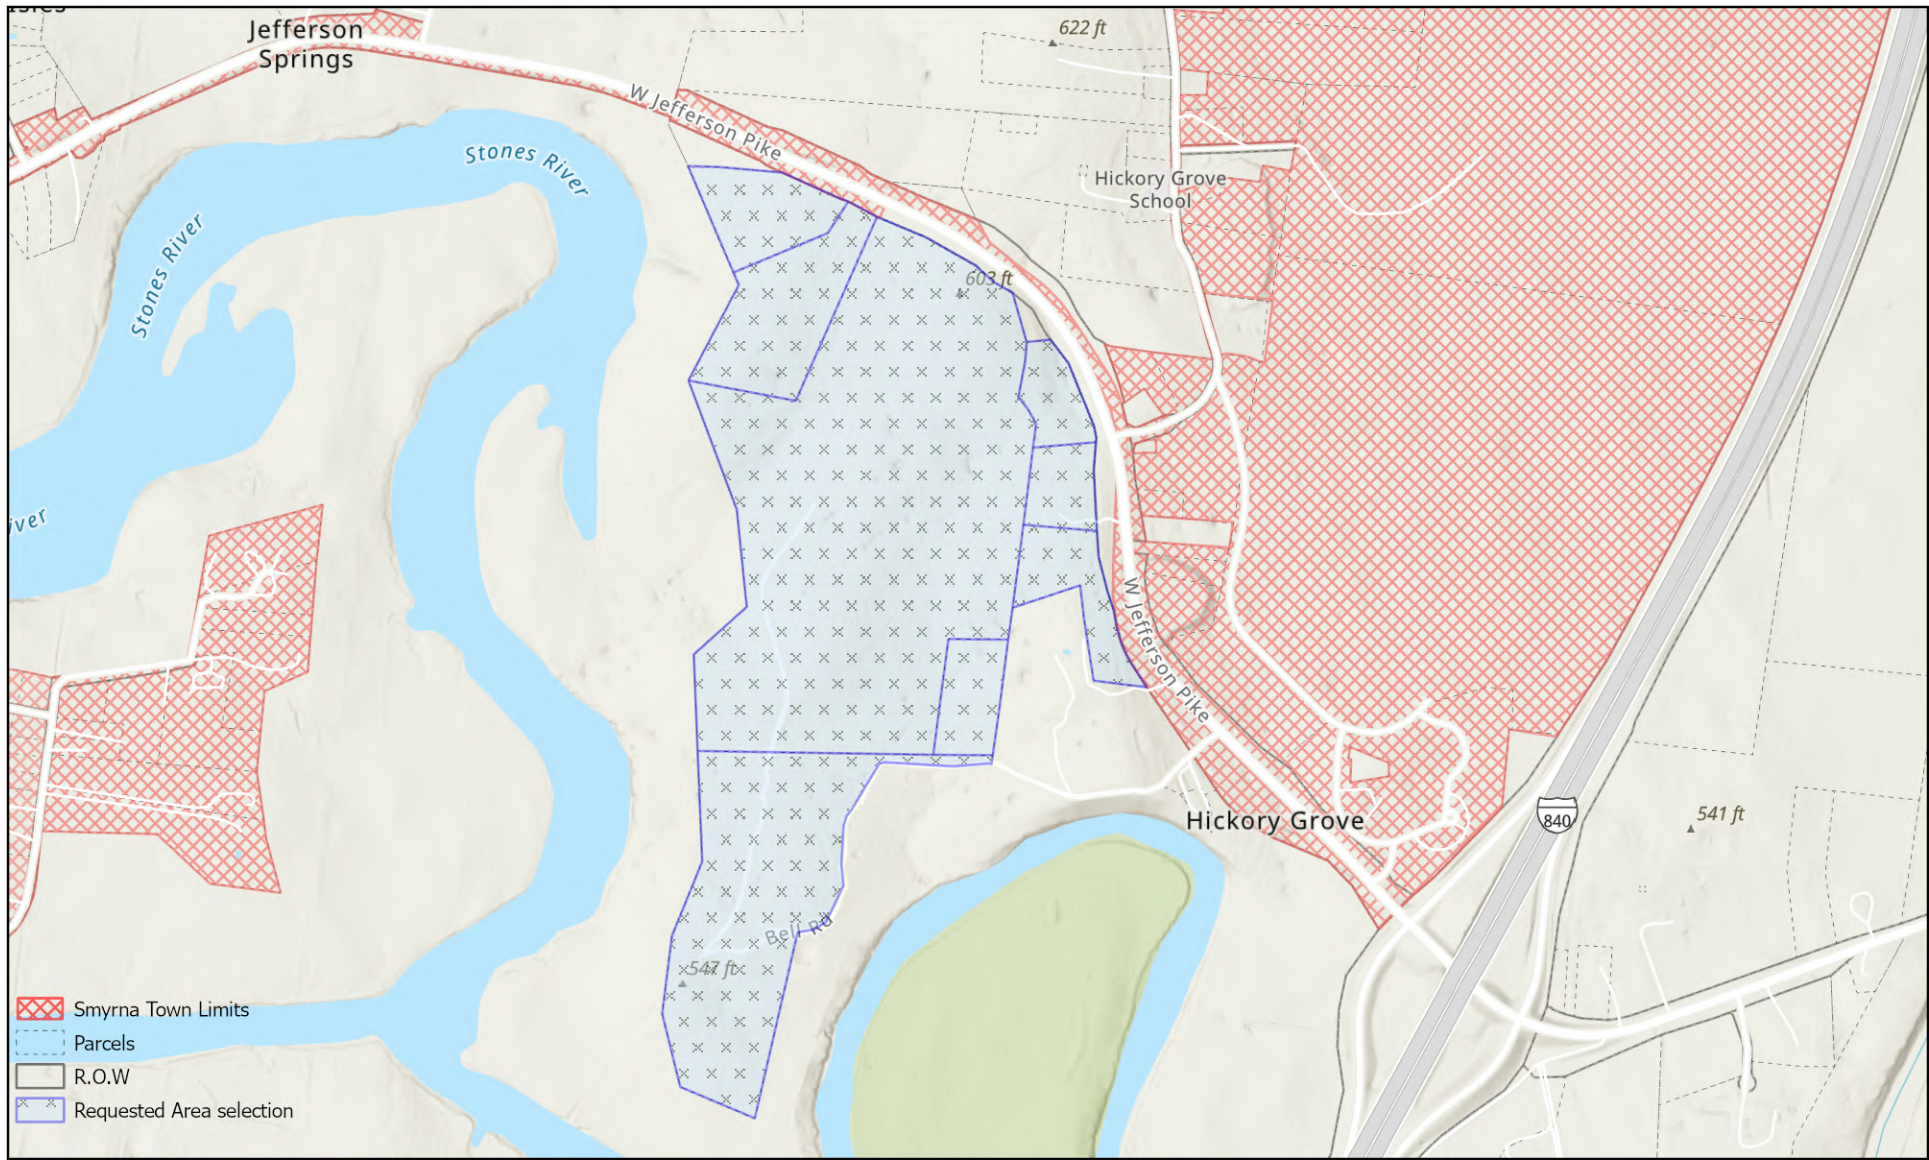 Jefferson
Springs
622 ft
W Jefferson Pike
Stones River
Hickory Grove
School
Stones River
603 ft
W Jefferson Pike
840
541 ft
Hickory Grove
Bell Rd
547 ft
Smyrna Town Limits
Parcels
R.O.W
Requested Area selection